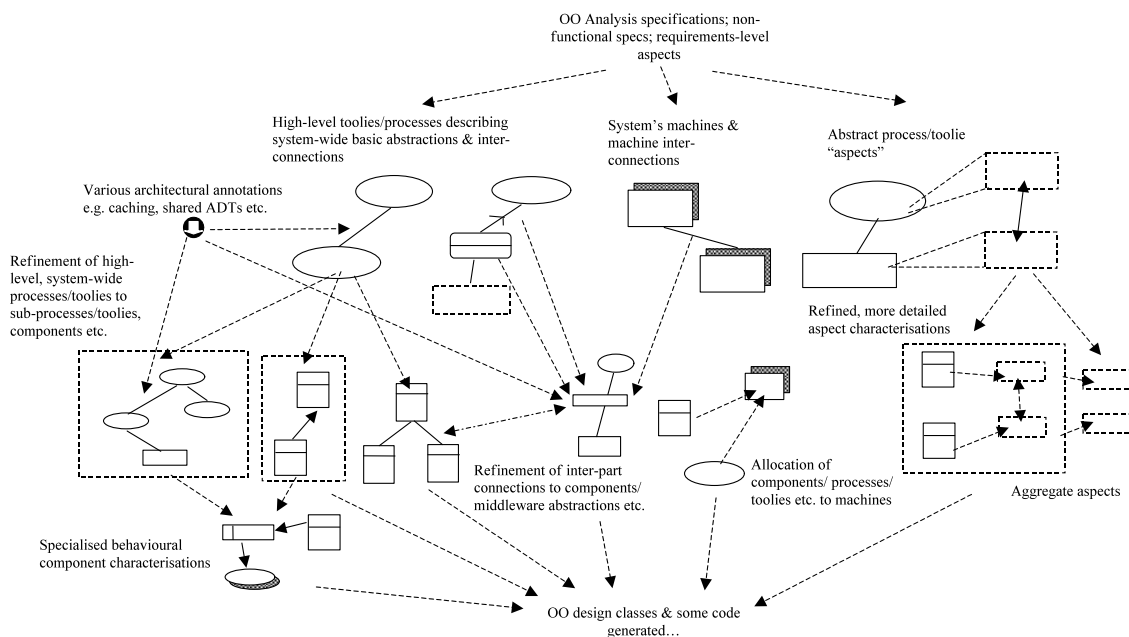 OO Analysis specifications; non-
functional specs; requirements-level
aspects
High-level toolies/processes describing
system-wide basic abstractions & inter-
connections
System's machines &
machine inter-
connections
Abstract process/toolie
“aspects”
Various architectural annotations
e.g. caching, shared ADTs etc.
Refinement of high-
level, system-wide
processes/toolies to
sub-processes/toolies,
components etc.
Refined, more detailed
aspect characterisations
Refinement of inter-part
connections to components/
middleware abstractions etc.
Allocation of
components/ processes/
toolies etc. to machines
Aggregate aspects
Specialised behavioural
component characterisations
OO design classes & some code
generated…